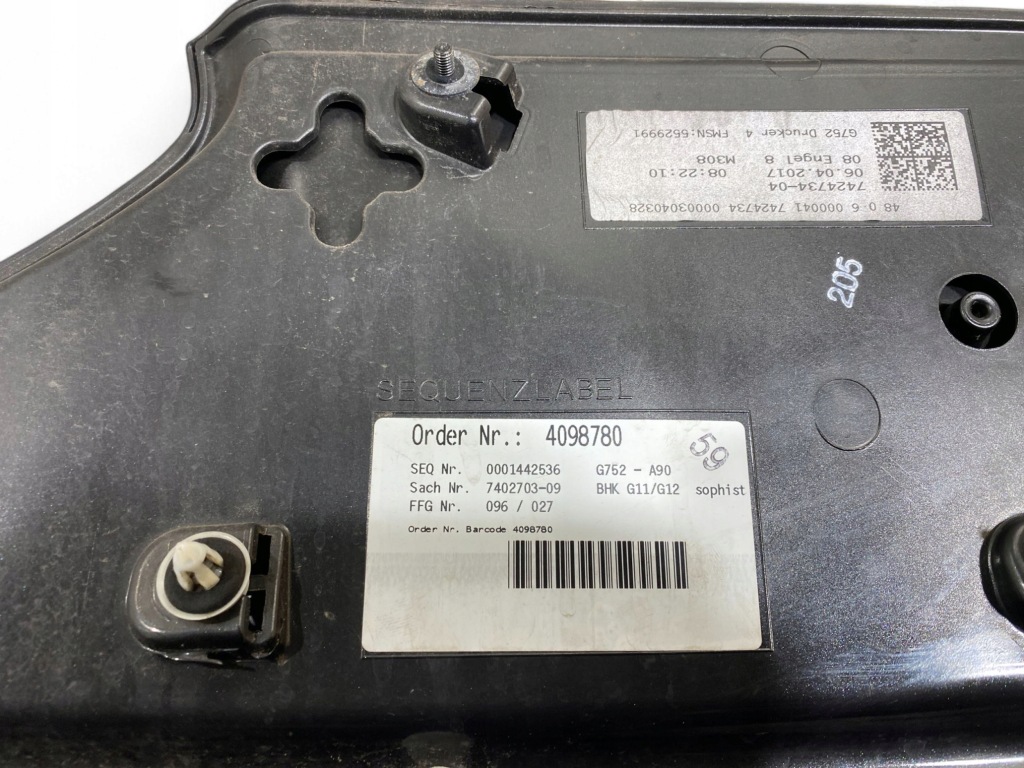 G752 Drucker 4 FMSN:6529991
08 Engel 8 M308
06.04.2017 08:22:10
7424734-04
48 0 6 000041 7424734 00003040328
205
SEQUENZLABEL
Order Nr.: 4098780
59
SEQ Nr. 0001442536 G752 - A90
Sach Nr. 7402703-09 BHK G11/G12 sophist
FFG Nr. 096 / 027
Order Nr. Barcode 4098780